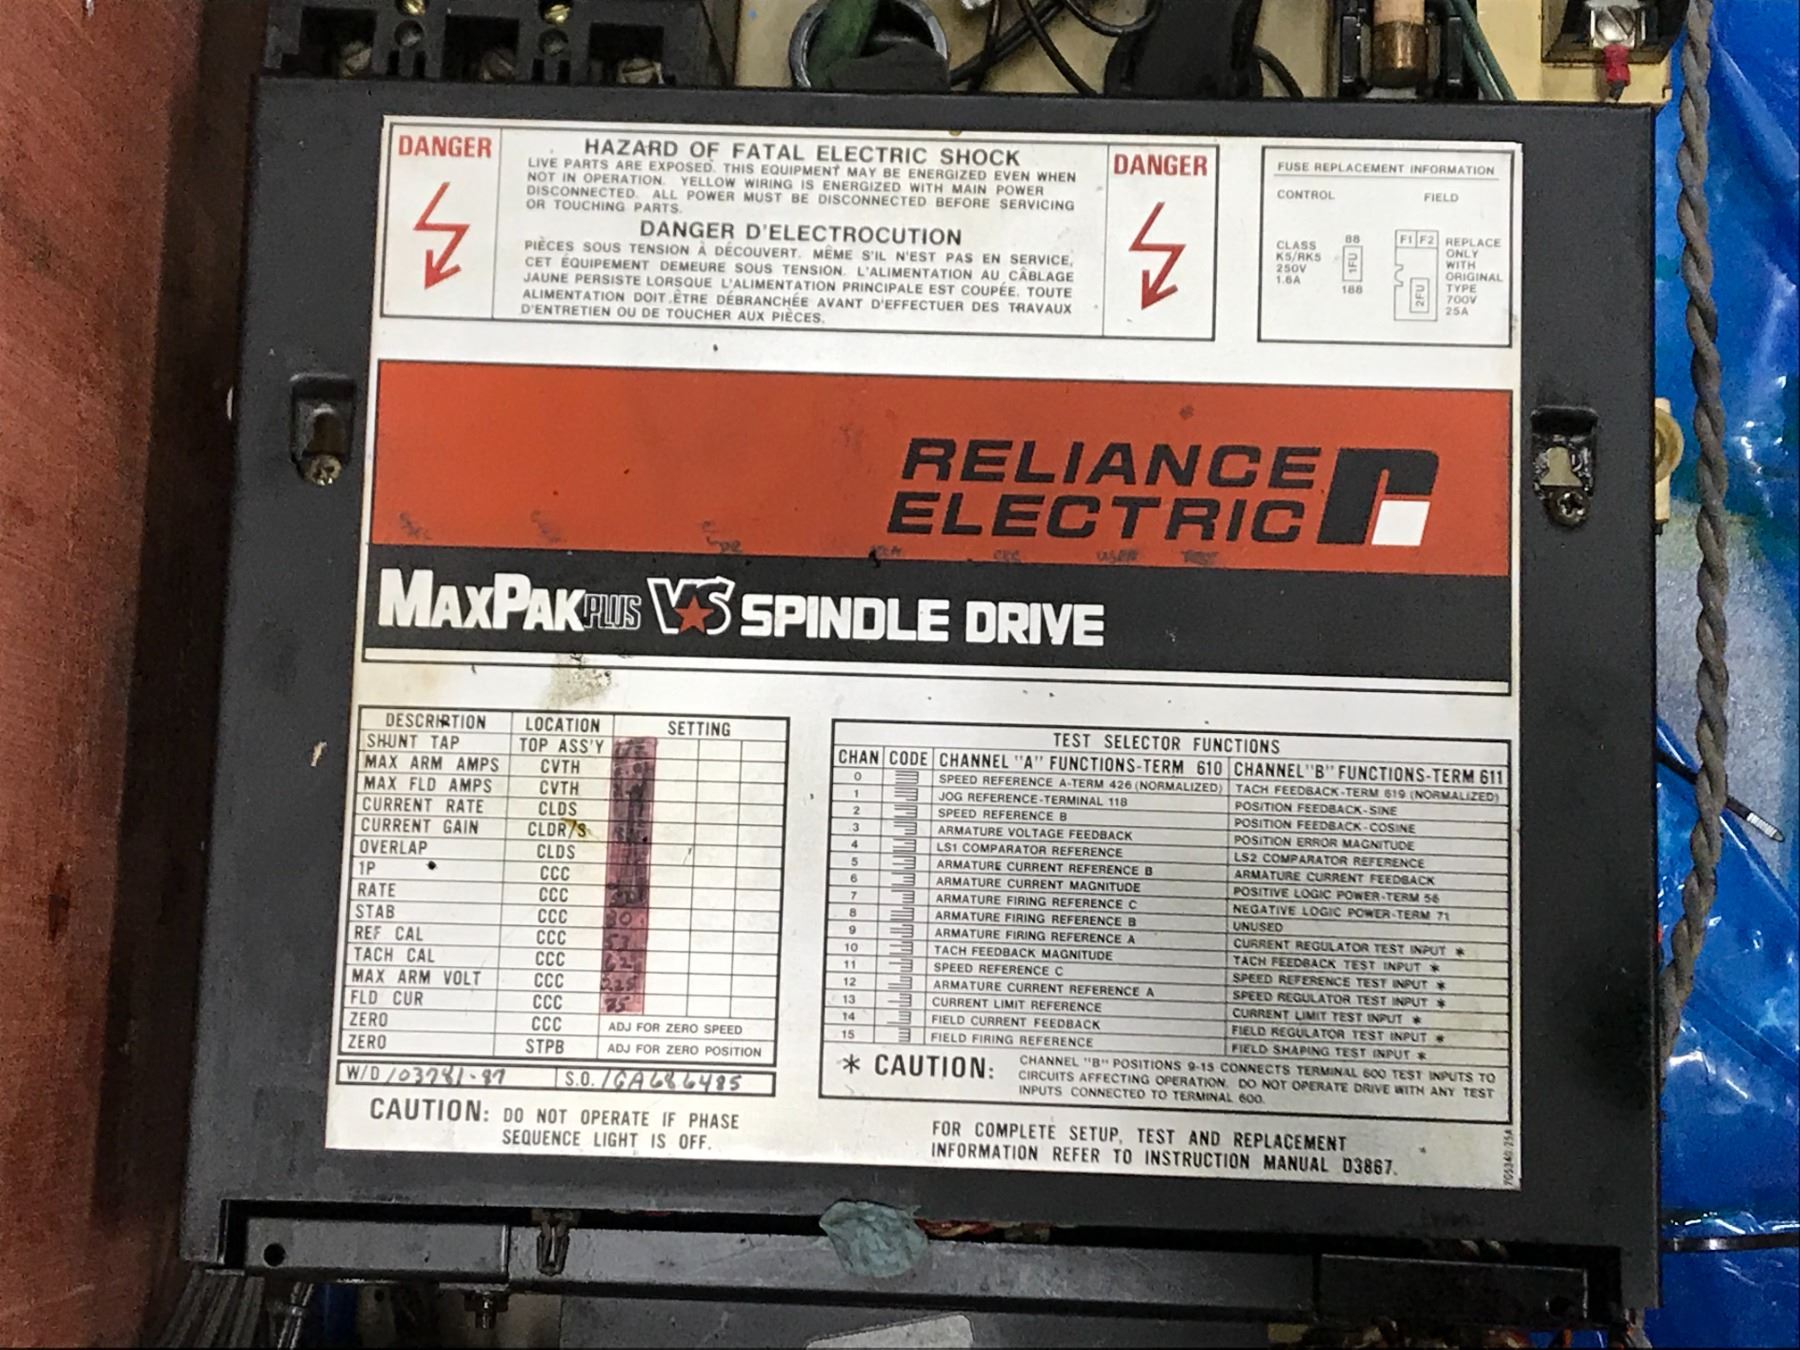 DANGER
HAZARD OF FATAL ELECTRIC SHOCK
LIVE PARTS ARE EXPOSED. THIS EQUIPMENT MAY BE ENERGIZED EVEN WHEN
NOT IN OPERATION. YELLOW WIRING IS ENERGIZED WITH MAIN POWER
DISCONNECTED. ALL POWER MUST BE DISCONNECTED BEFORE SERVICING
OR TOUCHING PARTS.
DANGER D'ELECTROCUTION
PIÈCES SOUS TENSION À DÉCOUVERT. MÊME S'IL N'EST PAS EN SERVICE,
CET ÉQUIPEMENT DEMEURE SOUS TENSION. L'ALIMENTATION AU CÂBLAGE
JAUNE PERSISTE LORSQUE L'ALIMENTATION PRINCIPALE EST COUPÉE. TOUTE
ALIMENTATION DOIT ÊTRE DÉBRANCHÉE AVANT D'EFFECTUER DES TRAVAUX
D'ENTRETIEN OU DE TOUCHER AUX PIÈCES.
DANGER
FUSE REPLACEMENT INFORMATION
CONTROL FIELD
CLASS
K5/RK5
250V
1.6A
88
1FU
188
F1 F2
2FU
REPLACE
ONLY
WITH
ORIGINAL
TYPE
700V
25A
RELIANCE
ELECTRIC
MAXPAK PLUS VS SPINDLE DRIVE
DESCRIPTION LOCATION SETTING
SHUNT TAP TOP ASS'Y
MAX ARM AMPS CVTH
MAX FLD AMPS CVTH
CURRENT RATE CLDS
CURRENT GAIN CLDR/S
OVERLAP CLDS
1P CCC
RATE CCC
STAB CCC
REF CAL CCC
TACH CAL CCC
MAX ARM VOLT CCC
FLD CUR CCC
ZERO CCC ADJ FOR ZERO SPEED
ZERO STPB ADJ FOR ZERO POSITION
W/O 103781-87 S.O. 1GA686485
CAUTION: DO NOT OPERATE IF PHASE
SEQUENCE LIGHT IS OFF.
TEST SELECTOR FUNCTIONS
CHAN CODE CHANNEL "A" FUNCTIONS-TERM 610 CHANNEL "B" FUNCTIONS-TERM 611
0 SPEED REFERENCE A-TERM 426 (NORMALIZED) TACH FEEDBACK-TERM 619 (NORMALIZED)
1 JOG REFERENCE-TERMINAL 118 POSITION FEEDBACK-SINE
2 SPEED REFERENCE B POSITION FEEDBACK-COSINE
3 ARMATURE VOLTAGE FEEDBACK POSITION ERROR MAGNITUDE
4 LS1 COMPARATOR REFERENCE LS2 COMPARATOR REFERENCE
5 ARMATURE CURRENT REFERENCE B ARMATURE CURRENT FEEDBACK
6 ARMATURE CURRENT MAGNITUDE POSITIVE LOGIC POWER-TERM 56
7 ARMATURE FIRING REFERENCE C NEGATIVE LOGIC POWER-TERM 71
8 ARMATURE FIRING REFERENCE B UNUSED
9 ARMATURE FIRING REFERENCE A CURRENT REGULATOR TEST INPUT *
10 TACH FEEDBACK MAGNITUDE TACH FEEDBACK TEST INPUT *
11 SPEED REFERENCE C SPEED REFERENCE TEST INPUT *
12 ARMATURE CURRENT REFERENCE A SPEED REGULATOR TEST INPUT *
13 CURRENT LIMIT REFERENCE CURRENT LIMIT TEST INPUT *
14 FIELD CURRENT FEEDBACK FIELD REGULATOR TEST INPUT *
15 FIELD FIRING REFERENCE FIELD SHAPING TEST INPUT *
* CAUTION: CHANNEL "B" POSITIONS 9-15 CONNECTS TERMINAL 600 TEST INPUTS TO
CIRCUITS AFFECTING OPERATION. DO NOT OPERATE DRIVE WITH ANY TEST
INPUTS CONNECTED TO TERMINAL 600.
FOR COMPLETE SETUP, TEST AND REPLACEMENT
INFORMATION REFER TO INSTRUCTION MANUAL D3867.